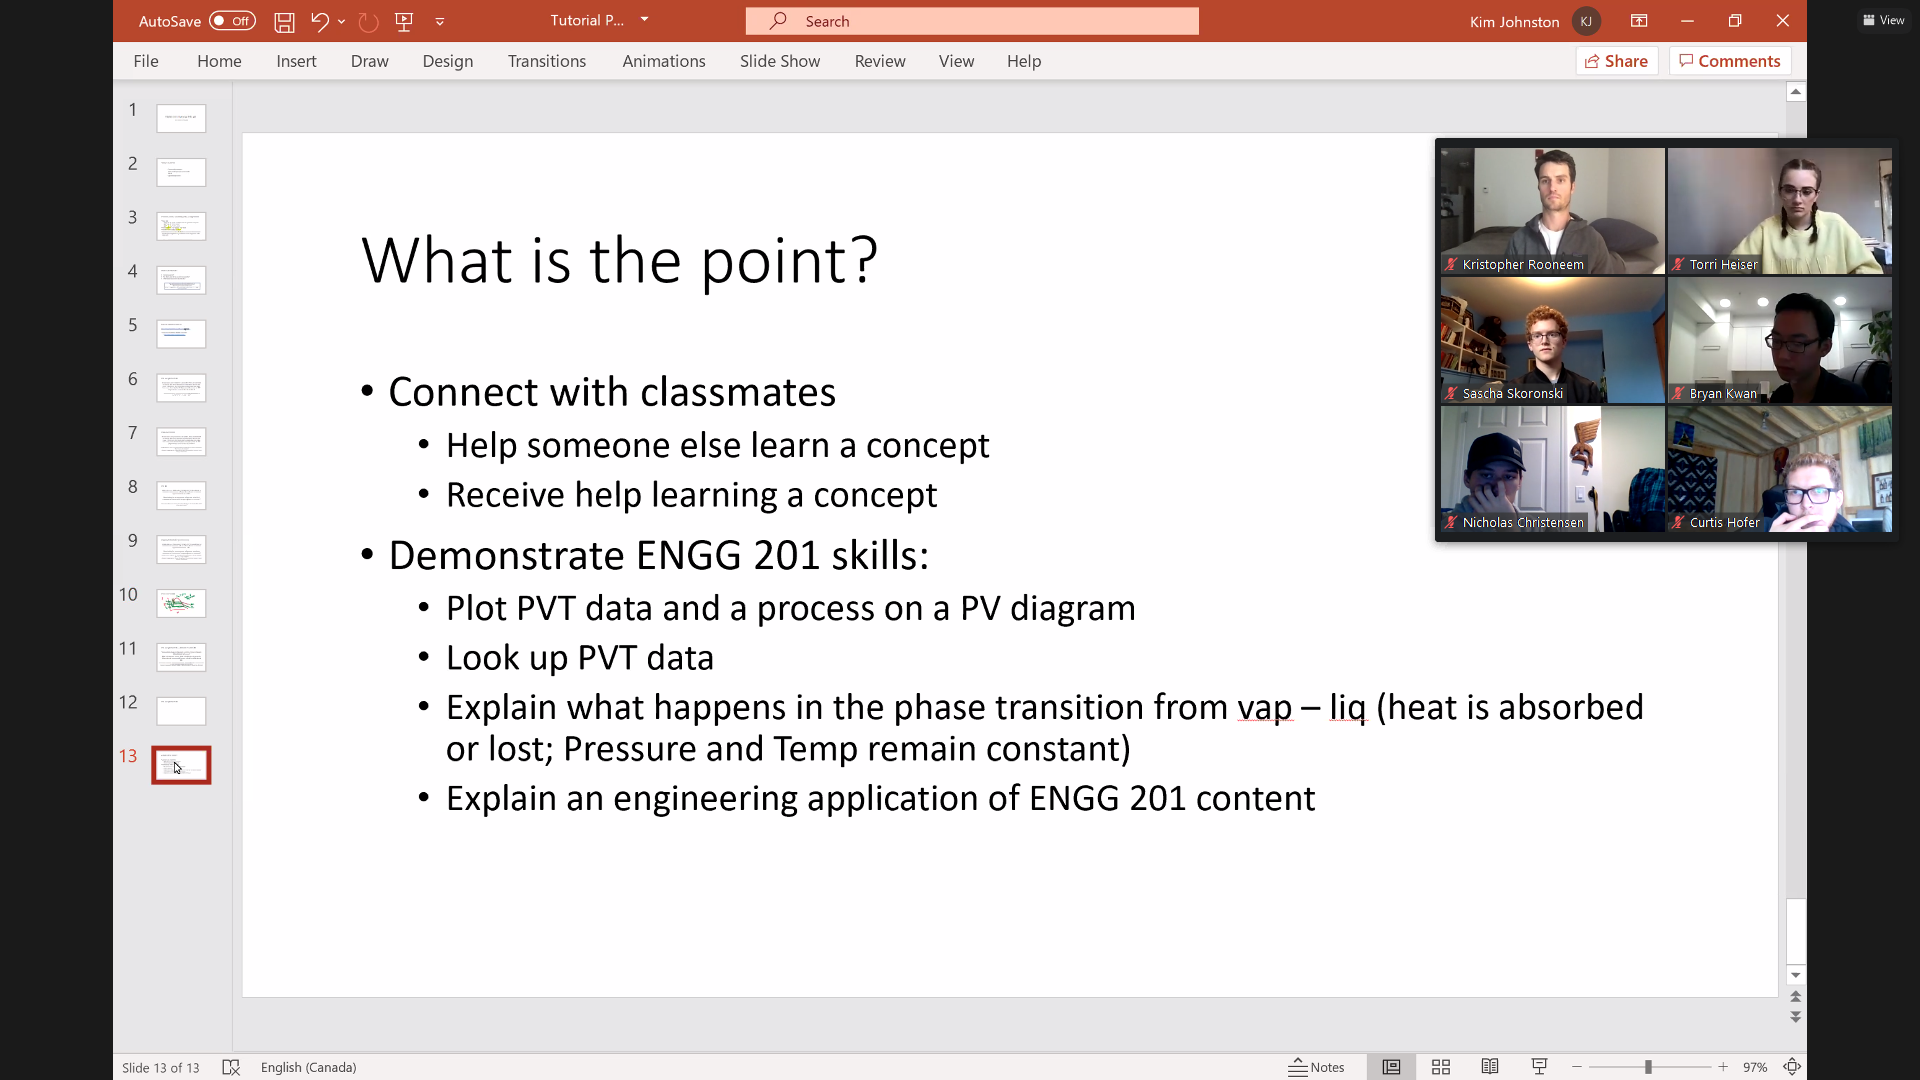 AutoSave Off Tutorial P... Search Kim Johnston KJ View
File Home Insert Draw Design Transitions Animations Slide Show Review View Help Share Comments
1
2
3
4
5
6
7
8
9
10
11
12
13
What is the point?
• Connect with classmates
• Help someone else learn a concept
• Receive help learning a concept
• Demonstrate ENGG 201 skills:
• Plot PVT data and a process on a PV diagram
• Look up PVT data
• Explain what happens in the phase transition from vap – liq (heat is absorbed
or lost; Pressure and Temp remain constant)
• Explain an engineering application of ENGG 201 content
Kristopher Rooneem
Torri Heiser
Sascha Skoronski
Bryan Kwan
Nicholas Christensen
Curtis Hofer
Slide 13 of 13 English (Canada) Notes 97%